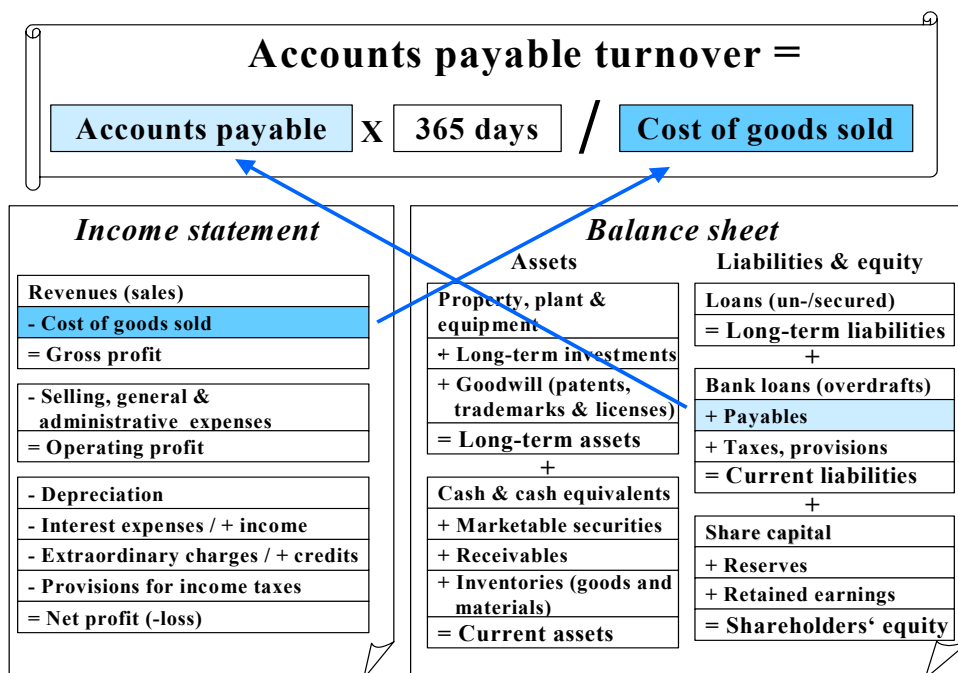 Accounts payable turnover =
Accounts payable X 365 days / Cost of goods sold
Income statement
Revenues (sales)
- Cost of goods sold
= Gross profit
- Selling, general &
administrative expenses
= Operating profit
- Depreciation
- Interest expenses / + income
- Extraordinary charges / + credits
- Provisions for income taxes
= Net profit (-loss)
Balance sheet
Assets
Property, plant &
equipment
+ Long-term investments
+ Goodwill (patents,
trademarks & licenses)
= Long-term assets
+
Cash & cash equivalents
+ Marketable securities
+ Receivables
+ Inventories (goods and
materials)
= Current assets
Liabilities & equity
Loans (un-/secured)
= Long-term liabilities
+
Bank loans (overdrafts)
+ Payables
+ Taxes, provisions
= Current liabilities
+
Share capital
+ Reserves
+ Retained earnings
= Shareholders‘ equity